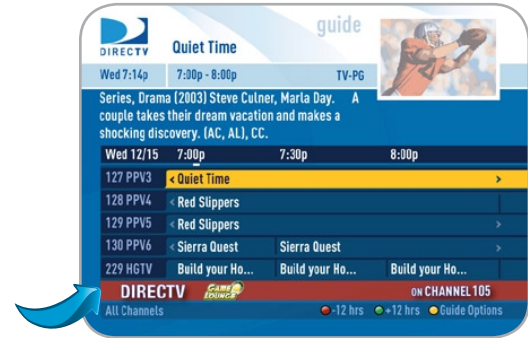 guide
DIRECTV
Quiet Time
Wed 7:14p 7:00p - 8:00p TV-PG
Series, Drama (2003) Steve Culner, Marla Day. A
couple takes their dream vacation and makes a
shocking discovery. (AC, AL), CC.
Wed 12/15 7:00p 7:30p 8:00p
127 PPV3 < Quiet Time >
128 PPV4 < Red Slippers
129 PPV5 < Red Slippers >
130 PPV6 < Sierra Quest Sierra Quest >
229 HGTV Build your Ho... Build your Ho... Build your Ho...
DIRECTV GAME LOUNGE ON CHANNEL 105
All Channels -12 hrs +12 hrs Guide Options